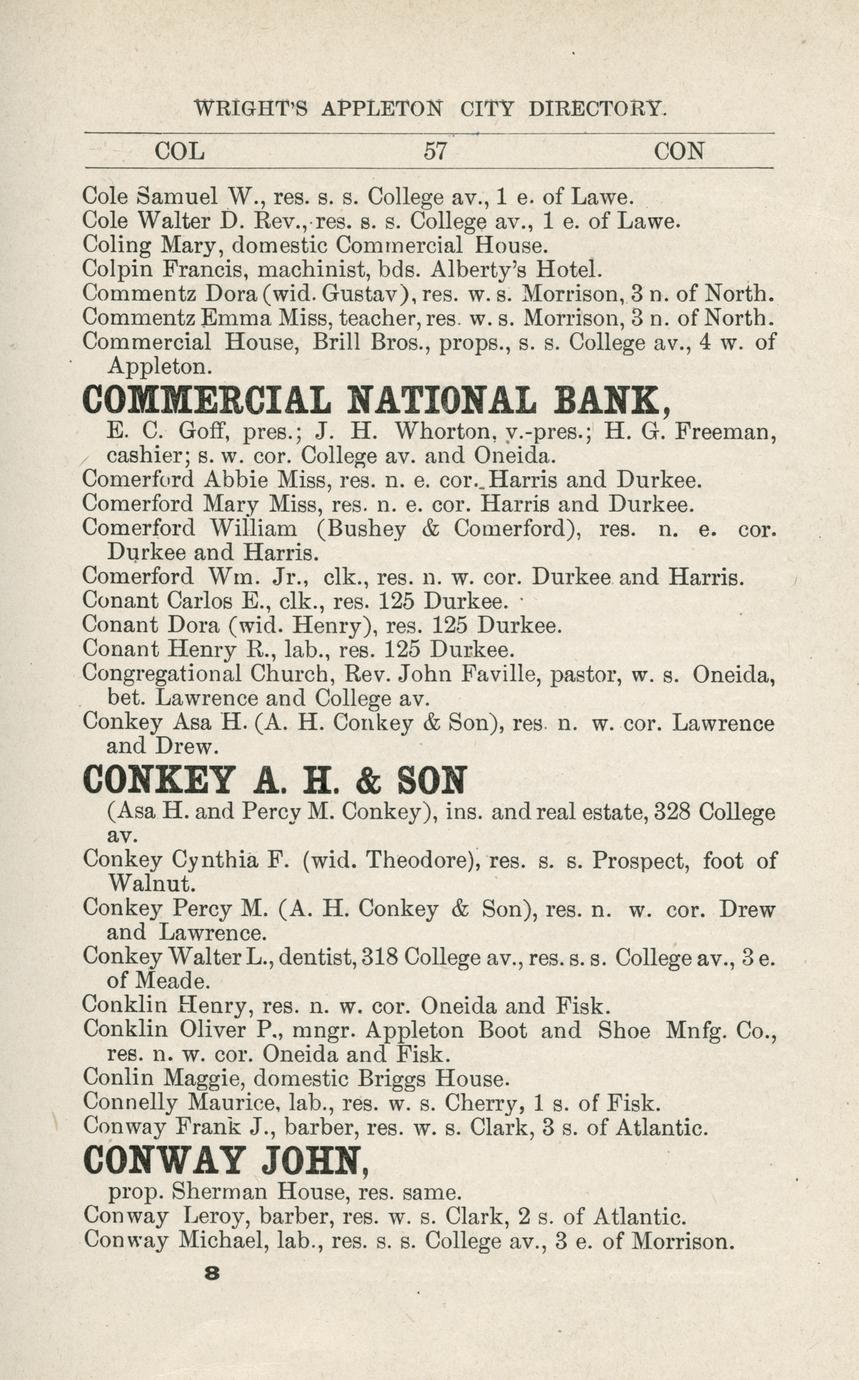 WRIGHT'S APPLETON CITY DIRECTORY.
COL 57 CON
Cole Samuel W., res. s. s. College av., 1 e. of Lawe.
Cole Walter D. Rev., res. s. s. College av., 1 e. of Lawe.
Coling Mary, domestic Commercial House.
Colpin Francis, machinist, bds. Alberty's Hotel.
Commentz Dora (wid. Gustav), res. w. s. Morrison, 3 n. of North.
Commentz Emma Miss, teacher, res. w. s. Morrison, 3 n. of North.
Commercial House, Brill Bros., props., s. s. College av., 4 w. of
Appleton.
COMMERCIAL NATIONAL BANK,
E. C. Goff, pres.; J. H. Whorton, v.-pres.; H. G. Freeman,
cashier; s. w. cor. College av. and Oneida.
Comerford Abbie Miss, res. n. e. cor. Harris and Durkee.
Comerford Mary Miss, res. n. e. cor. Harris and Durkee.
Comerford William (Bushey & Comerford), res. n. e. cor.
Durkee and Harris.
Comerford Wm. Jr., clk., res. n. w. cor. Durkee and Harris.
Conant Carlos E., clk., res. 125 Durkee.
Conant Dora (wid. Henry), res. 125 Durkee.
Conant Henry R., lab., res. 125 Durkee.
Congregational Church, Rev. John Faville, pastor, w. s. Oneida,
bet. Lawrence and College av.
Conkey Asa H. (A. H. Conkey & Son), res. n. w. cor. Lawrence
and Drew.
CONKEY A. H. & SON
(Asa H. and Percy M. Conkey), ins. and real estate, 328 College
av.
Conkey Cynthia F. (wid. Theodore), res. s. s. Prospect, foot of
Walnut.
Conkey Percy M. (A. H. Conkey & Son), res. n. w. cor. Drew
and Lawrence.
Conkey Walter L., dentist, 318 College av., res. s. s. College av., 3 e.
of Meade.
Conklin Henry, res. n. w. cor. Oneida and Fisk.
Conklin Oliver P., mngr. Appleton Boot and Shoe Mnfg. Co.,
res. n. w. cor. Oneida and Fisk.
Conlin Maggie, domestic Briggs House.
Connelly Maurice, lab., res. w. s. Cherry, 1 s. of Fisk.
Conway Frank J., barber, res. w. s. Clark, 3 s. of Atlantic.
CONWAY JOHN,
prop. Sherman House, res. same.
Conway Leroy, barber, res. w. s. Clark, 2 s. of Atlantic.
Conway Michael, lab., res. s. s. College av., 3 e. of Morrison.
8